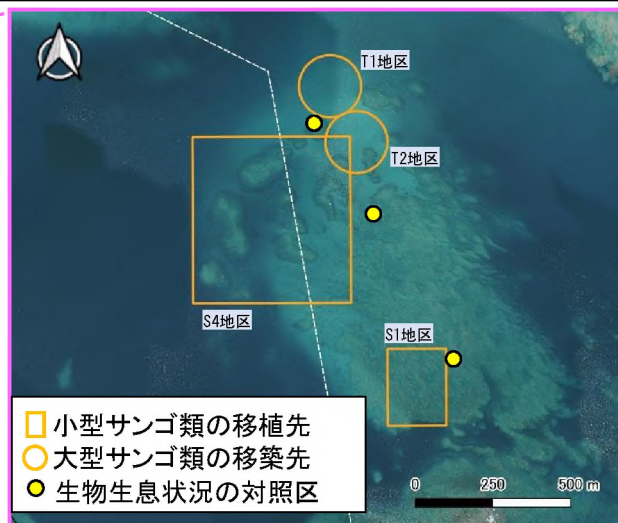 T1地区
T2地区
S4地区
S1地区
小型サンゴ類の移植先
大型サンゴ類の移築先
生物生息状況の対照区
0 250 500 m